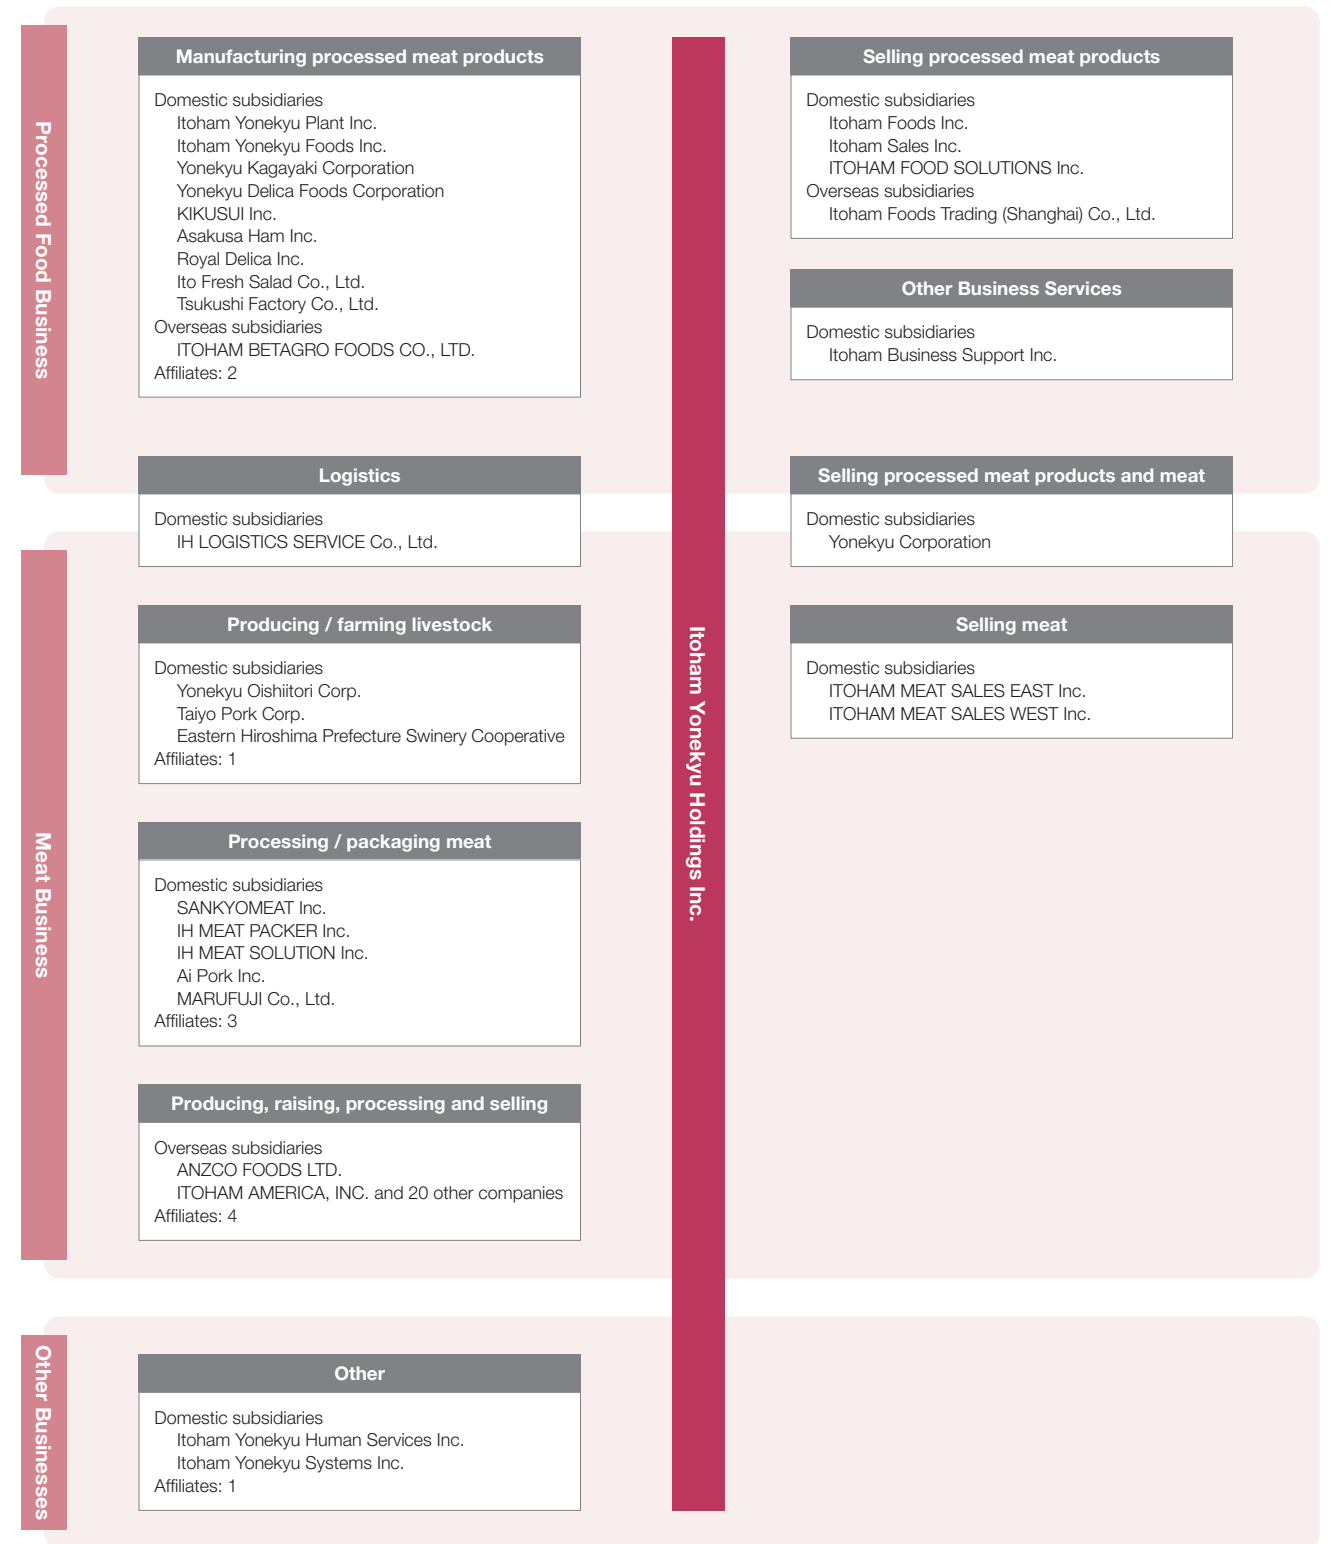 Processed Food Business
Manufacturing processed meat products
Domestic subsidiaries
Itoham Yonekyu Plant Inc.
Itoham Yonekyu Foods Inc.
Yonekyu Kagayaki Corporation
Yonekyu Delica Foods Corporation
KIKUSUI Inc.
Asakusa Ham Inc.
Royal Delica Inc.
Ito Fresh Salad Co., Ltd.
Tsukushi Factory Co., Ltd.
Overseas subsidiaries
ITOHAM BETAGRO FOODS CO., LTD.
Affiliates: 2
Selling processed meat products
Domestic subsidiaries
Itoham Foods Inc.
Itoham Sales Inc.
ITOHAM FOOD SOLUTIONS Inc.
Overseas subsidiaries
Itoham Foods Trading (Shanghai) Co., Ltd.
Other Business Services
Domestic subsidiaries
Itoham Business Support Inc.
Logistics
Domestic subsidiaries
IH LOGISTICS SERVICE Co., Ltd.
Selling processed meat products and meat
Domestic subsidiaries
Yonekyu Corporation
Itoham Yonekyu Holdings Inc.
Meat Business
Producing / farming livestock
Domestic subsidiaries
Yonekyu Oishiitori Corp.
Taiyo Pork Corp.
Eastern Hiroshima Prefecture Swinery Cooperative
Affiliates: 1
Selling meat
Domestic subsidiaries
ITOHAM MEAT SALES EAST Inc.
ITOHAM MEAT SALES WEST Inc.
Processing / packaging meat
Domestic subsidiaries
SANKYOMEAT Inc.
IH MEAT PACKER Inc.
IH MEAT SOLUTION Inc.
Ai Pork Inc.
MARUFUJI Co., Ltd.
Affiliates: 3
Producing, raising, processing and selling
Overseas subsidiaries
ANZCO FOODS LTD.
ITOHAM AMERICA, INC. and 20 other companies
Affiliates: 4
Other Businesses
Other
Domestic subsidiaries
Itoham Yonekyu Human Services Inc.
Itoham Yonekyu Systems Inc.
Affiliates: 1